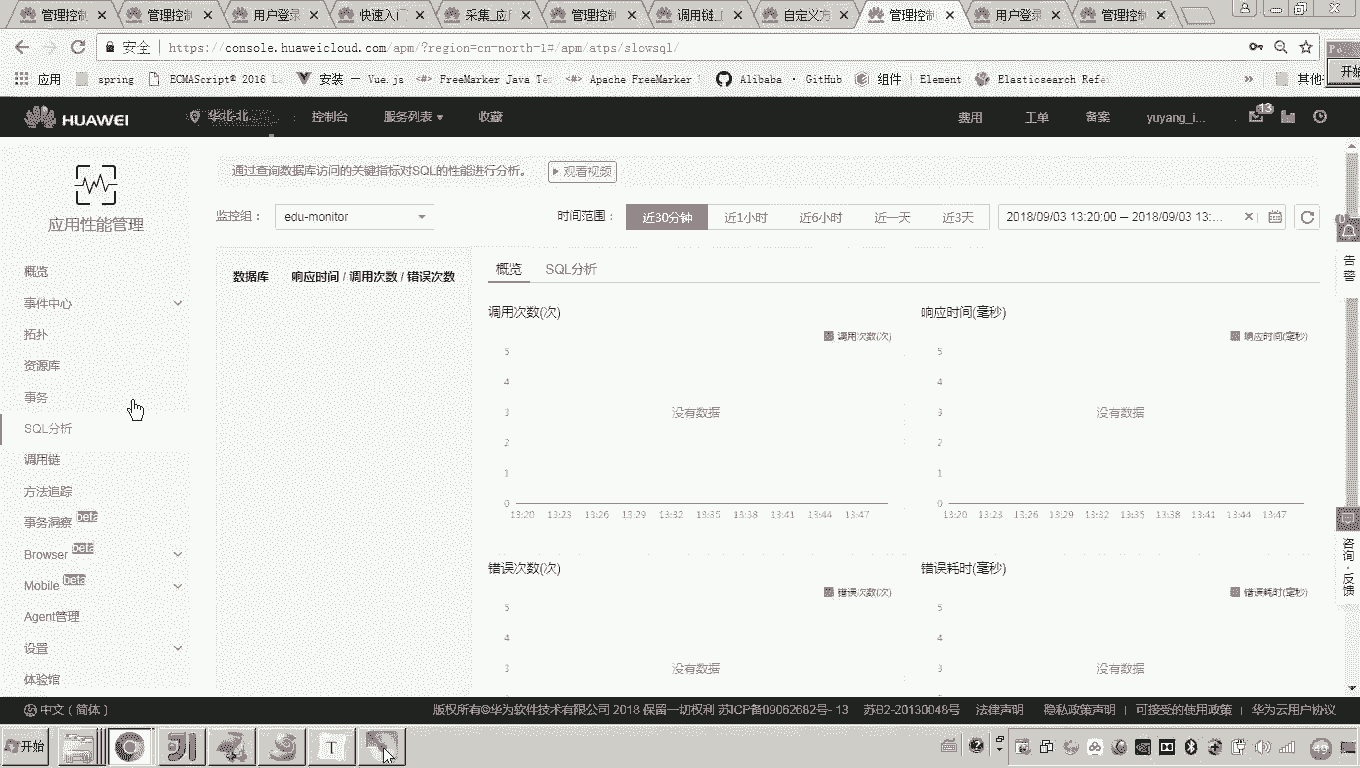 管理控制 管理控制 用户登录 快速入门 采集_应用 管理控制 调用链_应 自定义方 管理控制 用户登录 管理控制
安全 https://console.huaweicloud.com/apm/?region=cn-north-1#/apm/atps/slowsql/
应用 spring ECMAScript® 2016 安装 — Vue.js FreeMarker Java Te Apache FreeMarker Alibaba · GitHub 组件 | Element Elasticsearch Refe » 其他
开始
HUAWEI 华北-北 控制台 服务列表 收藏 费用 工单 备案 yuyang_i... 13
通过查询数据库访问的关键指标对SQL的性能进行分析。 观看视频
应用性能管理
监控组： edu-monitor 时间范围： 近30分钟 近1小时 近6小时 近一天 近3天 2018/09/03 13:20:00 – 2018/09/03 13:...
概览
事件中心
拓扑
资源库
事务
SQL分析
调用链
方法追踪
事务洞察 beta
Browser beta
Mobile beta
Agent管理
设置
体验馆
数据库 响应时间 / 调用次数 / 错误次数
概览 SQL分析
调用次数(次)
调用次数(次)
5
4
3
2
1
0
没有数据
13:20 13:23 13:26 13:29 13:32 13:35 13:38 13:41 13:44 13:47
响应时间(毫秒)
响应时间(毫秒)
5
4
3
2
1
0
没有数据
13:20 13:23 13:26 13:29 13:32 13:35 13:38 13:41 13:44 13:47
错误次数(次)
错误次数(次)
5
4
3
没有数据
错误耗时(毫秒)
错误耗时(毫秒)
5
4
3
没有数据
0
告警
咨询·反馈
中文（简体） 版权所有©华为软件技术有限公司 2018 保留一切权利 苏ICP备09062682号- 13 苏B2-20130048号 法律声明 隐私政策声明 | 可接受的使用政策 | 华为云用户协议
开始 T 49